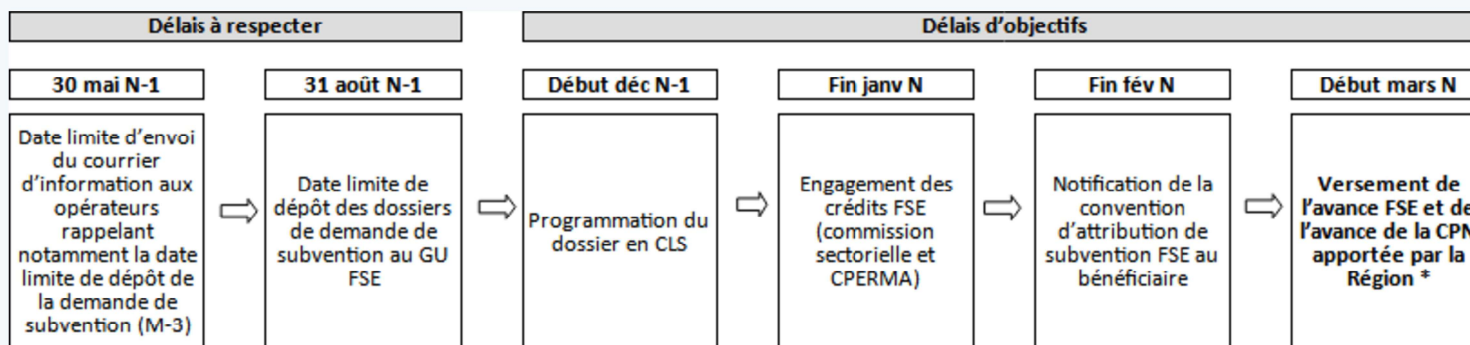 Délais à respecter
Délais d'objectifs
30 mai N-1
31 août N-1
Début déc N-1
Fin janv N
Fin fév N
Début mars N
Date limite d'envoi
du courrier
d'information aux
opérateurs
rappelant
notamment la date
limite de dépôt de
la demande de
subvention (M-3)
Date limite de
dépôt des dossiers
de demande de
subvention au GU
FSE
Programmation du
dossier en CLS
Engagement des
crédits FSE
(commission
sectorielle et
CPERMA)
Notification de la
convention
d'attribution de
subvention FSE au
bénéficiaire
Versement de
l'avance FSE et de
l'avance de la CPN
apportée par la
Région *